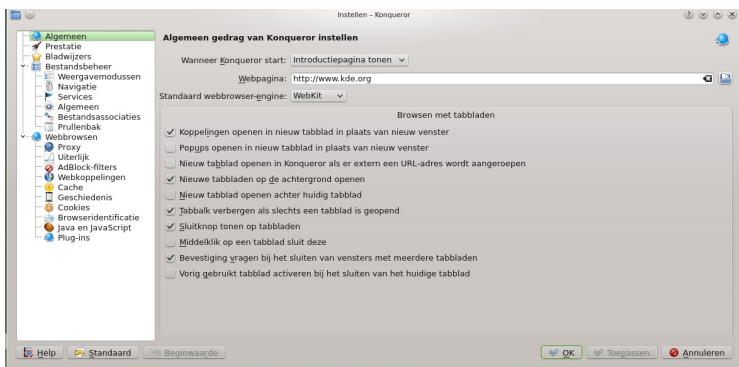 Instellen – Konqueror
Algemeen
Prestatie
Bladwijzers
Bestandsbeheer
Weergavemodussen
Navigatie
Services
Algemeen
Bestandsassociaties
Prullenbak
Webbrowsen
Proxy
Uiterlijk
AdBlock-filters
Webkoppelingen
Cache
Geschiedenis
Cookies
Browseridentificatie
Java en JavaScript
Plug-ins
Algemeen gedrag van Konqueror instellen
Wanneer Konqueror start: Introductiepagina tonen
Webpagina: http://www.kde.org
Standaard webbrowser-engine: WebKit
Browsen met tabbladen
Koppelingen openen in nieuw tabblad in plaats van nieuw venster
Popups openen in nieuw tabblad in plaats van nieuw venster
Nieuw tabblad openen in Konqueror als er extern een URL-adres wordt aangeroepen
Nieuwe tabbladen op de achtergrond openen
Nieuw tabblad openen achter huidig tabblad
Tabbalk verbergen als slechts een tabblad is geopend
Sluitknop tonen op tabbladen
Middelklik op een tabblad sluit deze
Bevestiging vragen bij het sluiten van vensters met meerdere tabbladen
Vorig gebruikt tabblad activeren bij het sluiten van het huidige tabblad
Help Standaard Beginwaarde OK Toepassen Annuleren